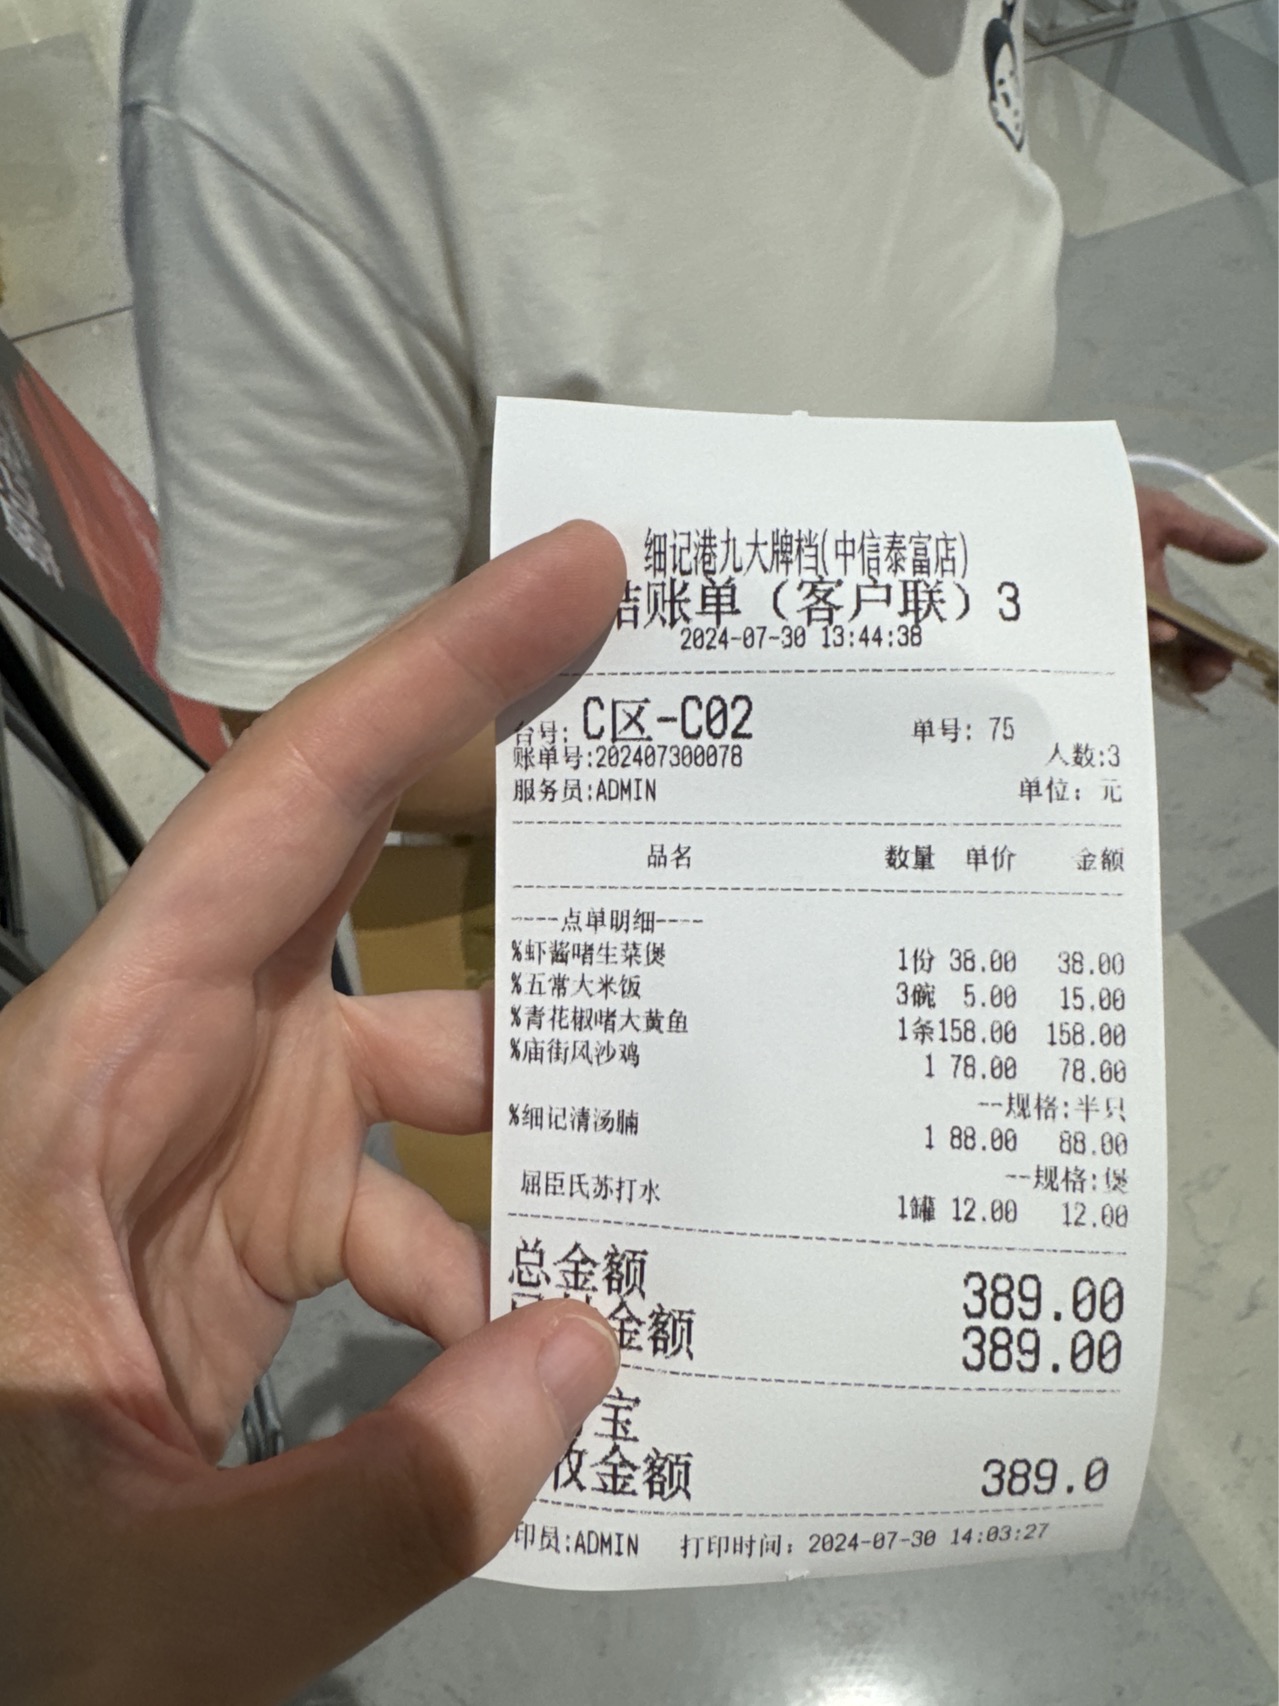 细记港九大牌档(中信泰富店)
结账单（客户联）3
2024-07-30 13:44:38
台号: C区-C02 单号: 75
账单号:202407300078 人数:3
服务员:ADMIN 单位: 元
品名 数量 单价 金额
----点单明细----
%虾酱啫生菜煲 1份 38.00 38.00
%五常大米饭 3碗 5.00 15.00
%青花椒啫大黄鱼 1条158.00 158.00
%庙街风沙鸡 1 78.00 78.00
--规格:半只
%细记清汤腩 1 88.00 88.00
--规格:煲
屈臣氏苏打水 1罐 12.00 12.00
总金额 389.00
金额 389.00
宝
收金额 389.0
印员:ADMIN 打印时间: 2024-07-30 14:03:27